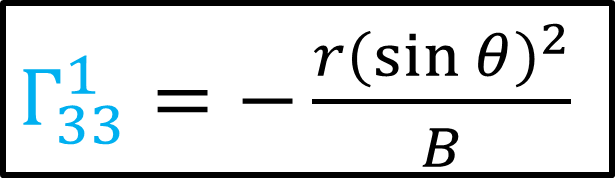 Γ¹₃₃ = − r(sin θ)² / B